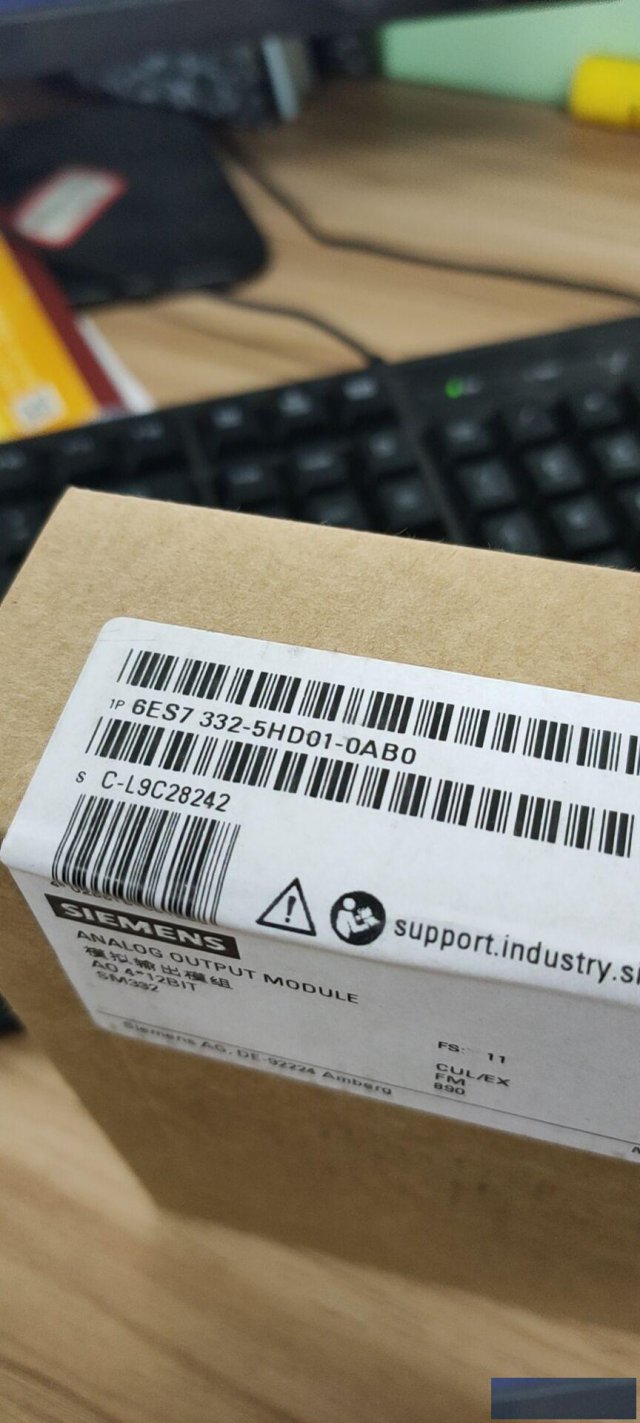 1P 6ES7 332-5HD01-0AB0
S C-L9C28242
support.industry.si
SIEMENS
ANALOG OUTPUT MODULE
模拟输出模组
AO 4*12BIT
SM332
FS: 11
CUL/EX
FM
890
Siemens AG, DE-92224 Amberg